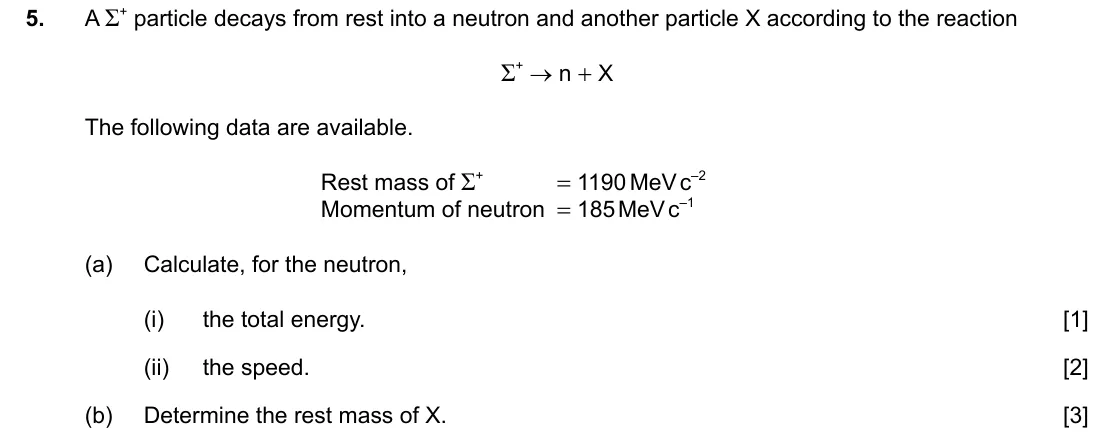 5. A Σ⁺ particle decays from rest into a neutron and another particle X according to the reaction
Σ⁺ → n + X
The following data are available.
Rest mass of Σ⁺ = 1190 MeV c⁻²
Momentum of neutron = 185 MeV c⁻¹
(a) Calculate, for the neutron,
(i) the total energy. [1]
(ii) the speed. [2]
(b) Determine the rest mass of X. [3]